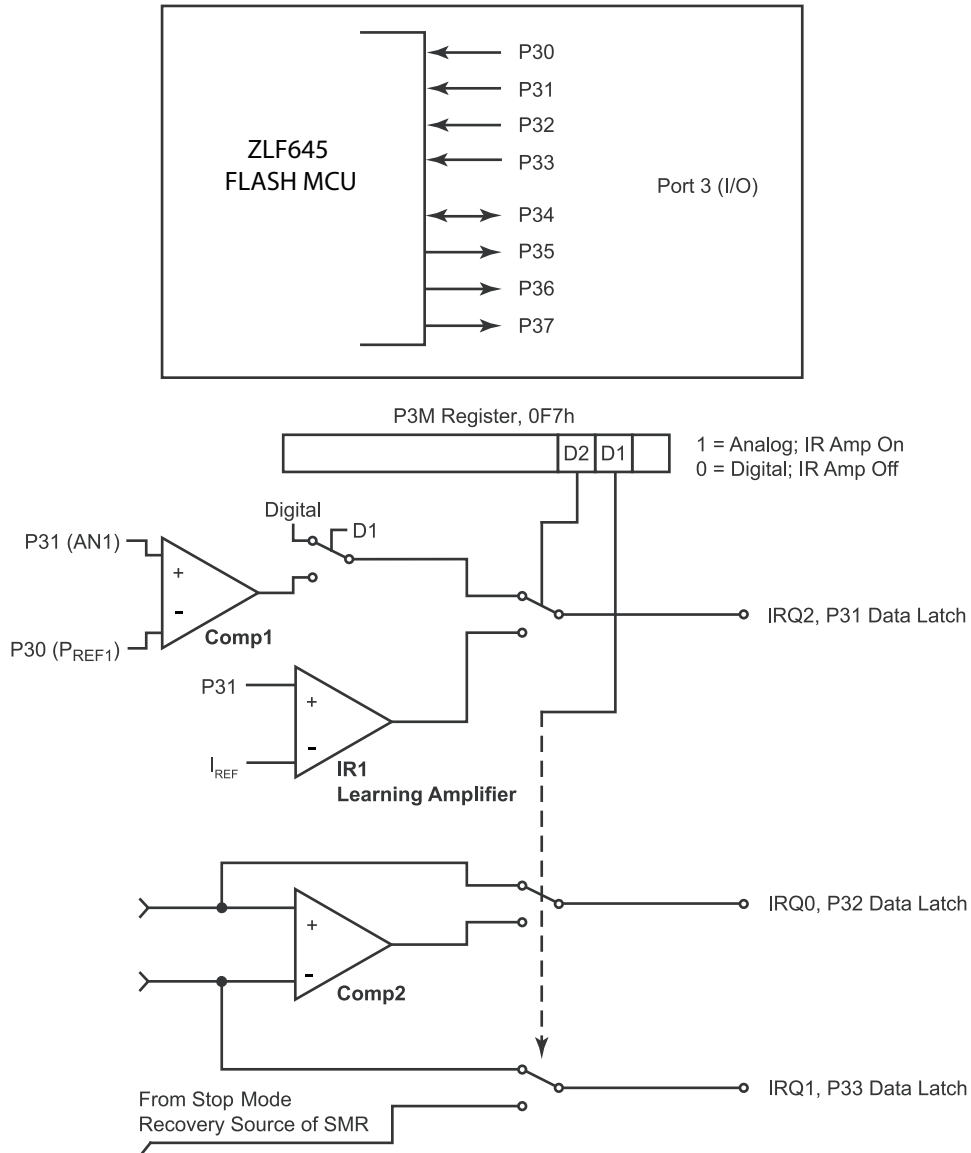 ZLF645
FLASH MCU
P30
P31
P32
P33
P34
P35
P36
P37
Port 3 (I/O)
P3M Register, 0F7h
D2 D1
1 = Analog; IR Amp On
0 = Digital; IR Amp Off
Digital
D1
P31 (AN1)
+
-
P30 (PREF1)
Comp1
IRQ2, P31 Data Latch
P31
+
-
IREF
IR1
Learning Amplifier
IRQ0, P32 Data Latch
+
-
Comp2
From Stop Mode
Recovery Source of SMR
IRQ1, P33 Data Latch